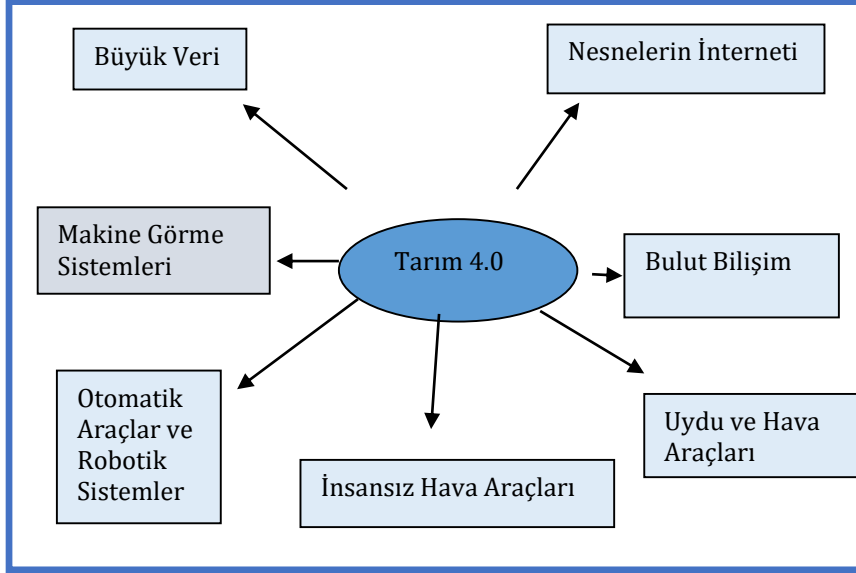 Büyük Veri
Nesnelerin İnterneti
Makine Görme
Sistemleri
Tarım 4.0
Bulut Bilişim
Otomatik
Araçlar ve
Robotik
Sistemler
İnsansız Hava Araçları
Uydu ve Hava
Araçları